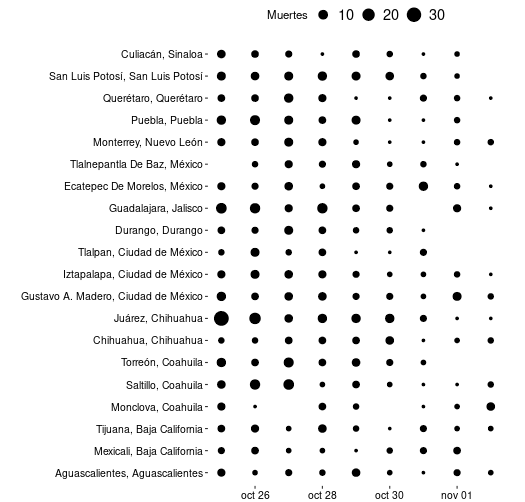 Muertes 10 20 30
Culiacán, Sinaloa
San Luis Potosí, San Luis Potosí
Querétaro, Querétaro
Puebla, Puebla
Monterrey, Nuevo León
Tlalnepantla De Baz, México
Ecatepec De Morelos, México
Guadalajara, Jalisco
Durango, Durango
Tlalpan, Ciudad de México
Iztapalapa, Ciudad de México
Gustavo A. Madero, Ciudad de México
Juárez, Chihuahua
Chihuahua, Chihuahua
Torreón, Coahuila
Saltillo, Coahuila
Monclova, Coahuila
Tijuana, Baja California
Mexicali, Baja California
Aguascalientes, Aguascalientes
oct 26 oct 28 oct 30 nov 01